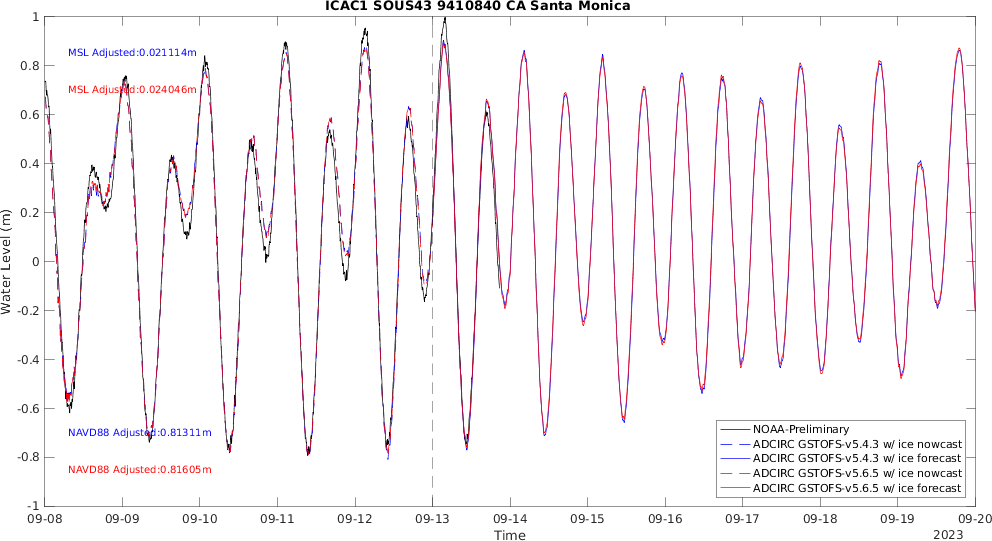 ICAC1 SOUS43 9410840 CA Santa Monica
1
0.8
0.6
0.4
0.2
0
-0.2
-0.4
-0.6
-0.8
-1
Water Level (m)
MSL Adjusted:0.021114m
MSL Adjusted:0.024046m
NAVD88 Adjusted:0.81311m
NAVD88 Adjusted:0.81605m
NOAA-Preliminary
ADCIRC GSTOFS-v5.4.3 w/ ice nowcast
ADCIRC GSTOFS-v5.4.3 w/ ice forecast
ADCIRC GSTOFS-v5.6.5 w/ ice nowcast
ADCIRC GSTOFS-v5.6.5 w/ ice forecast
09-08 09-09 09-10 09-11 09-12 09-13 09-14 09-15 09-16 09-17 09-18 09-19 09-20
Time
2023